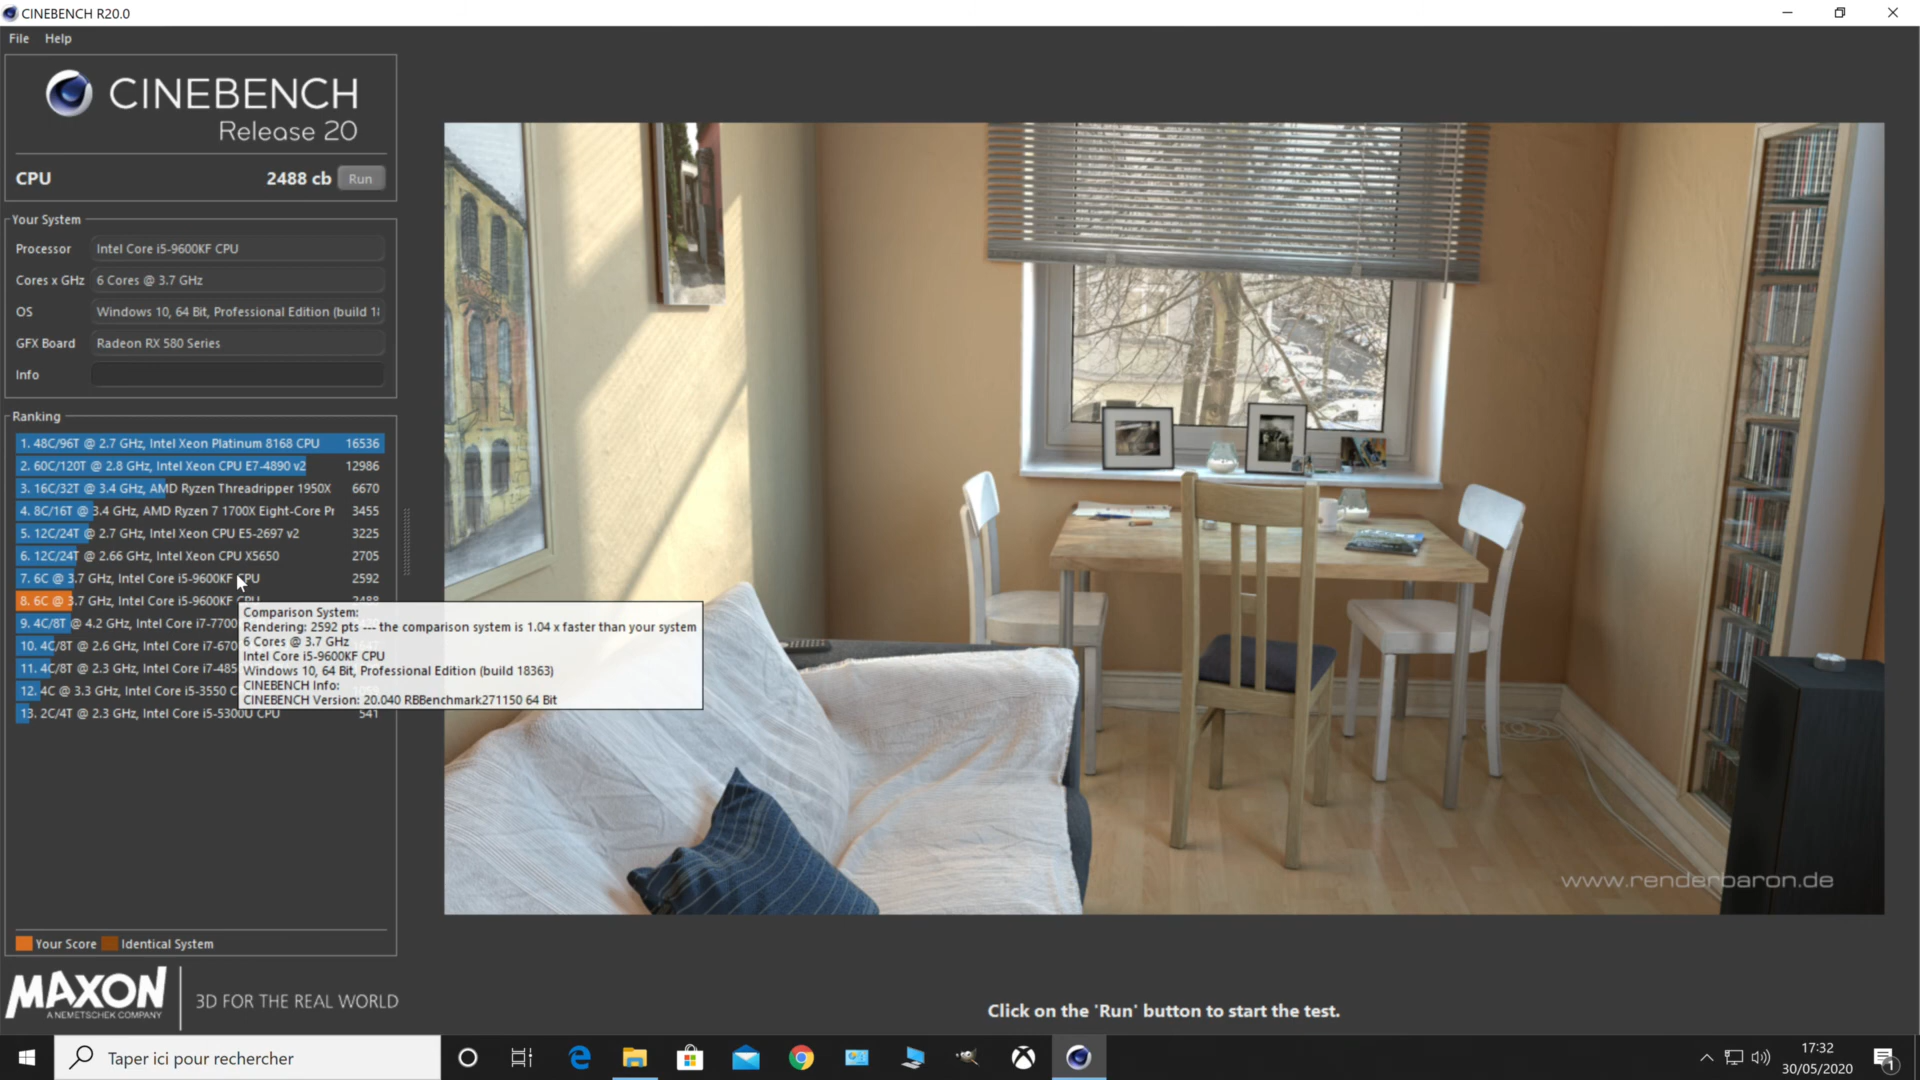 CINEBENCH R20.0
File Help
CINEBENCH
Release 20
CPU 2488 cb Run
Your System
Processor Intel Core i5-9600KF CPU
Cores x GHz 6 Cores @ 3.7 GHz
OS Windows 10, 64 Bit, Professional Edition (build 18
GFX Board Radeon RX 580 Series
Info
Ranking
1. 48C/96T @ 2.7 GHz, Intel Xeon Platinum 8168 CPU 16536
2. 60C/120T @ 2.8 GHz, Intel Xeon CPU E7-4890 v2 12986
3. 16C/32T @ 3.4 GHz, AMD Ryzen Threadripper 1950X 6670
4. 8C/16T @ 3.4 GHz, AMD Ryzen 7 1700X Eight-Core Pr 3455
5. 12C/24T @ 2.7 GHz, Intel Xeon CPU E5-2697 v2 3225
6. 12C/24T @ 2.66 GHz, Intel Xeon CPU X5650 2705
7. 6C @ 3.7 GHz, Intel Core i5-9600KF CPU 2592
8. 6C @ 3.7 GHz, Intel Core i5-9600KF CPU 2488
9. 4C/8T @ 4.2 GHz, Intel Core i7-7700
10. 4C/8T @ 2.6 GHz, Intel Core i7-670
11. 4C/8T @ 2.3 GHz, Intel Core i7-485
12. 4C @ 3.3 GHz, Intel Core i5-3550 C
13. 2C/4T @ 2.3 GHz, Intel Core i5-5300U CPU 541
Comparison System:
Rendering: 2592 pts --- the comparison system is 1.04 x faster than your system
6 Cores @ 3.7 GHz
Intel Core i5-9600KF CPU
Windows 10, 64 Bit, Professional Edition (build 18363)
CINEBENCH Info:
CINEBENCH Version: 20.040 RBBenchmark271150 64 Bit
www.renderbaron.de
Your Score Identical System
MAXON
A NEMETSCHEK COMPANY
3D FOR THE REAL WORLD
Click on the 'Run' button to start the test.
Taper ici pour rechercher
17:32
30/05/2020
1